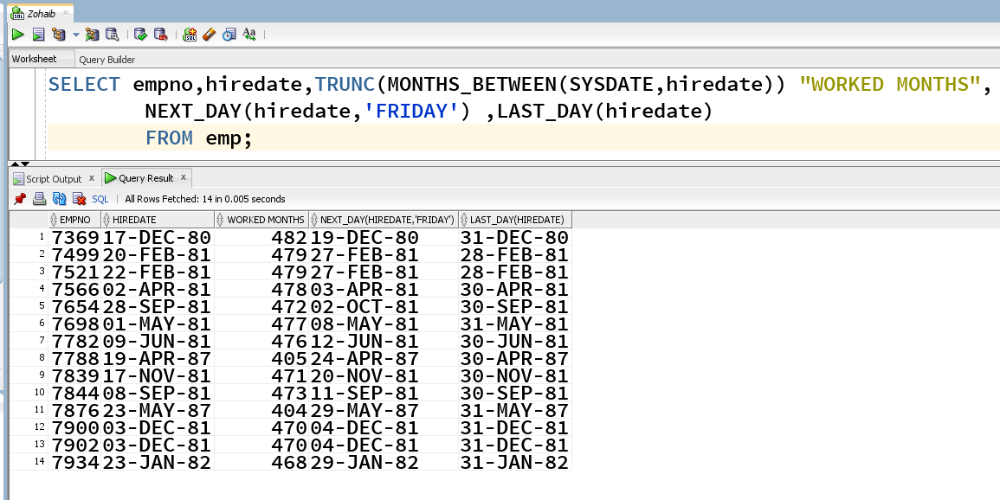 Zohaib
Worksheet Query Builder
SELECT empno,hiredate,TRUNC(MONTHS_BETWEEN(SYSDATE,hiredate)) "WORKED MONTHS",
NEXT_DAY(hiredate,'FRIDAY') ,LAST_DAY(hiredate)
FROM emp;
Script Output x Query Result x
SQL | All Rows Fetched: 14 in 0.005 seconds
EMPNO HIREDATE WORKED MONTHS NEXT_DAY(HIREDATE,'FRIDAY') LAST_DAY(HIREDATE)
1 7369 17-DEC-80 482 19-DEC-80 31-DEC-80
2 7499 20-FEB-81 479 27-FEB-81 28-FEB-81
3 7521 22-FEB-81 479 27-FEB-81 28-FEB-81
4 7566 02-APR-81 478 03-APR-81 30-APR-81
5 7654 28-SEP-81 472 02-OCT-81 30-SEP-81
6 7698 01-MAY-81 477 08-MAY-81 31-MAY-81
7 7782 09-JUN-81 476 12-JUN-81 30-JUN-81
8 7788 19-APR-87 405 24-APR-87 30-APR-87
9 7839 17-NOV-81 471 20-NOV-81 30-NOV-81
10 7844 08-SEP-81 473 11-SEP-81 30-SEP-81
11 7876 23-MAY-87 404 29-MAY-87 31-MAY-87
12 7900 03-DEC-81 470 04-DEC-81 31-DEC-81
13 7902 03-DEC-81 470 04-DEC-81 31-DEC-81
14 7934 23-JAN-82 468 29-JAN-82 31-JAN-82